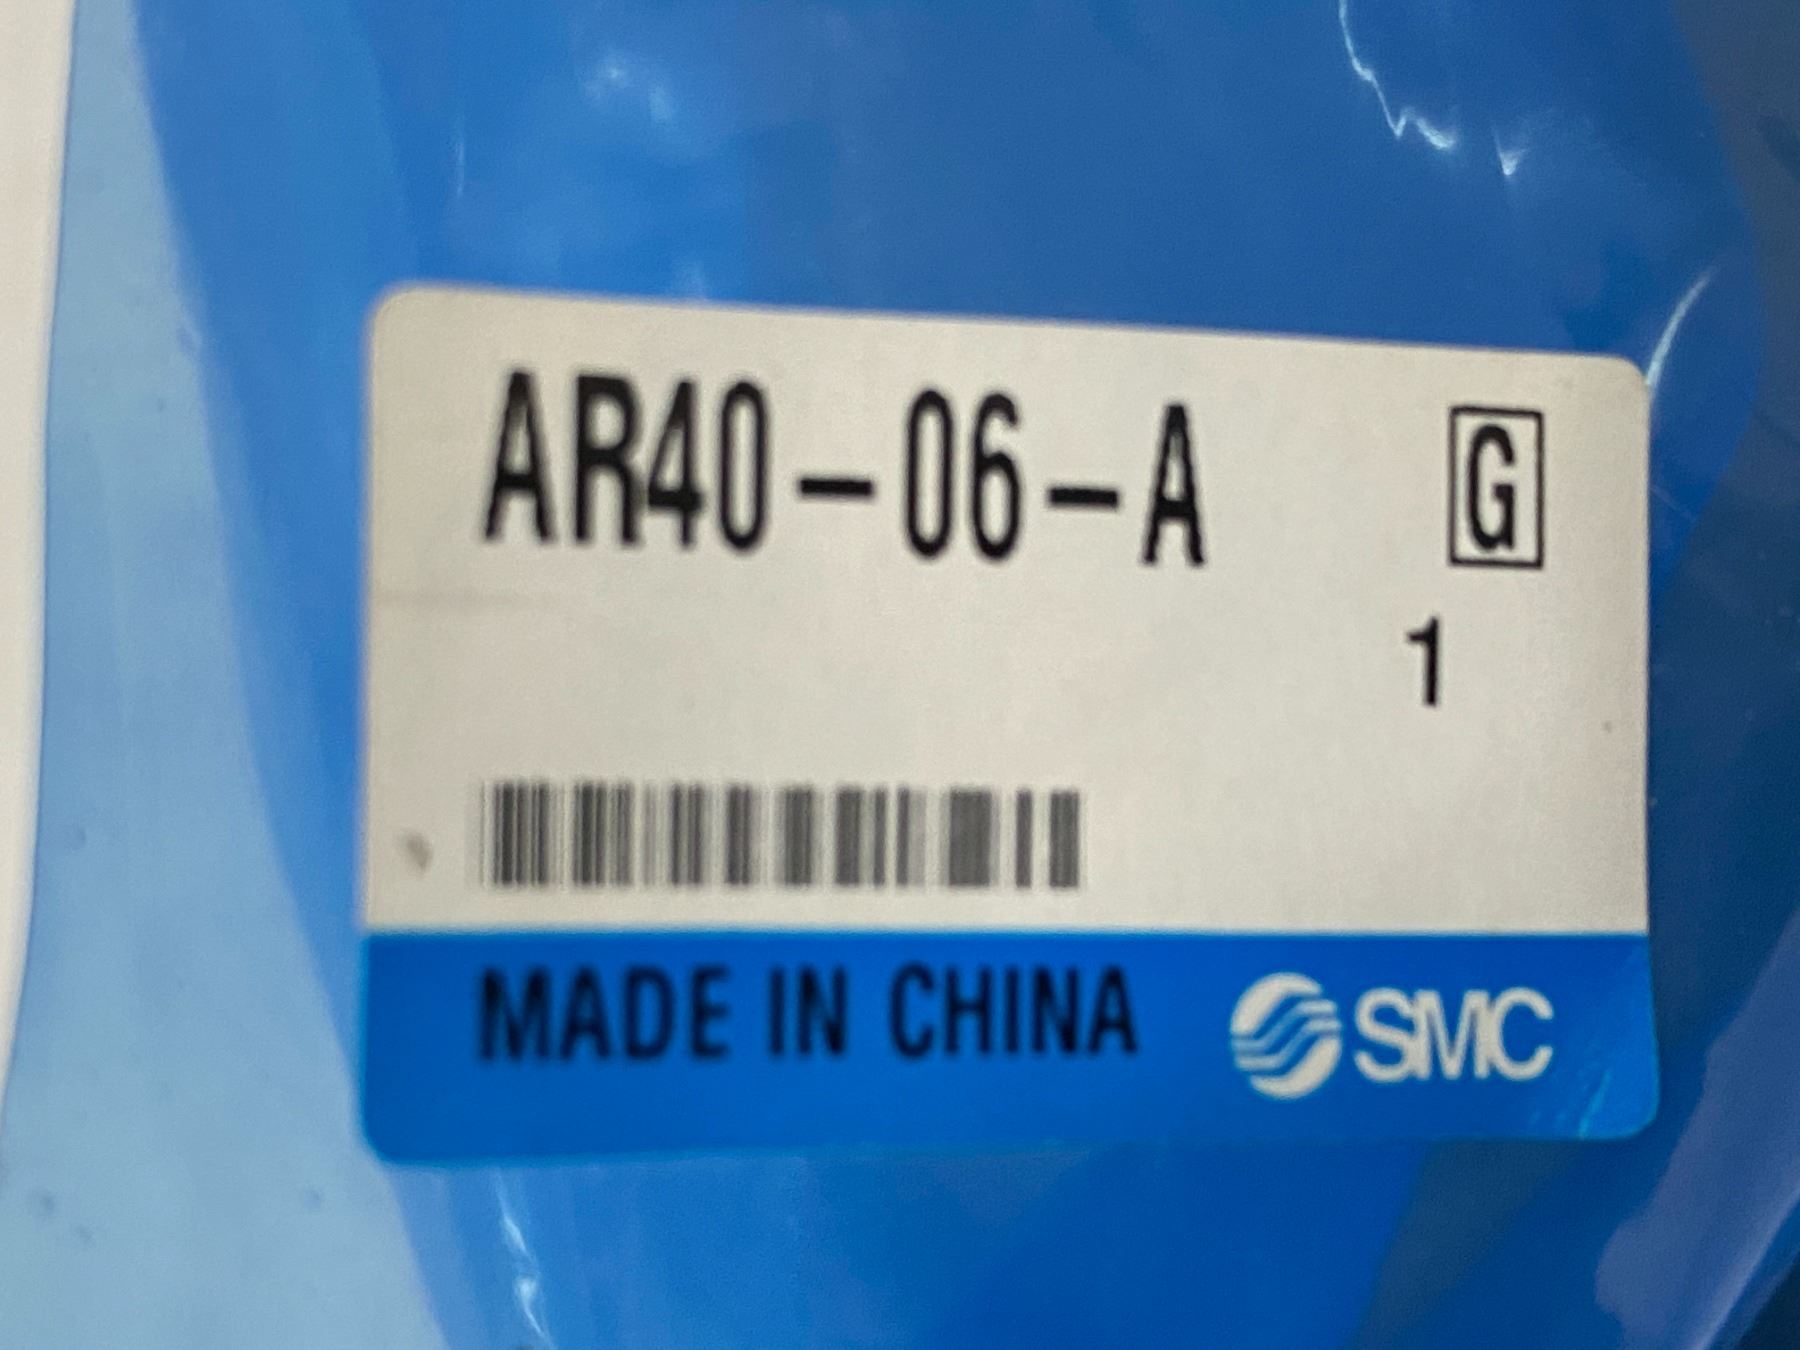 AR40-06-A G
1
MADE IN CHINA SMC